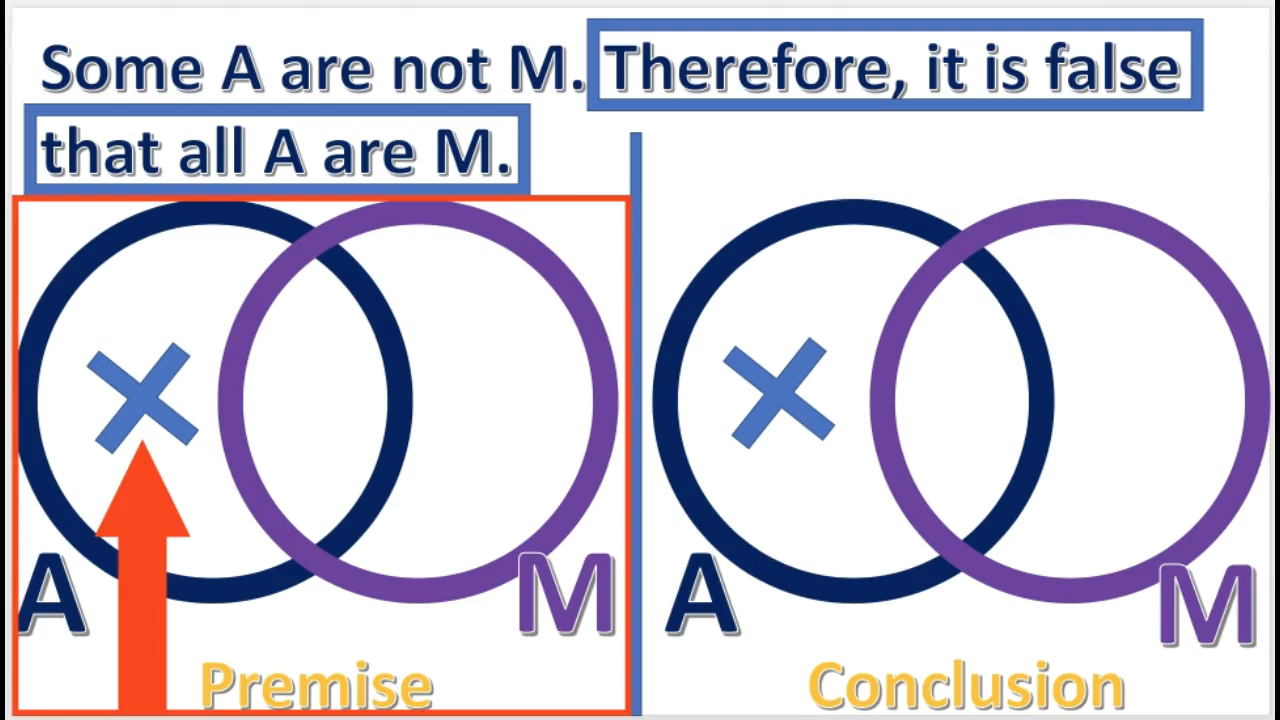 Some A are not M. Therefore, it is false
that all A are M.
A
M
A
M
Premise
Conclusion